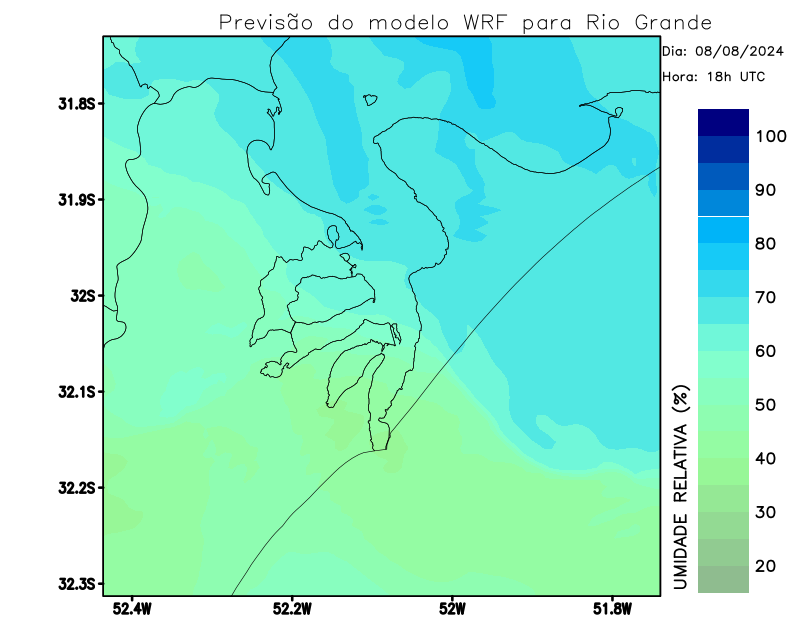 Previsão do modelo WRF para Rio Grande
Dia: 08/08/2024
Hora: 18h UTC
31.8S
31.9S
32S
32.1S
32.2S
32.3S
52.4W
52.2W
52W
51.8W
100
90
80
70
60
50
40
30
20
UMIDADE RELATIVA (%)